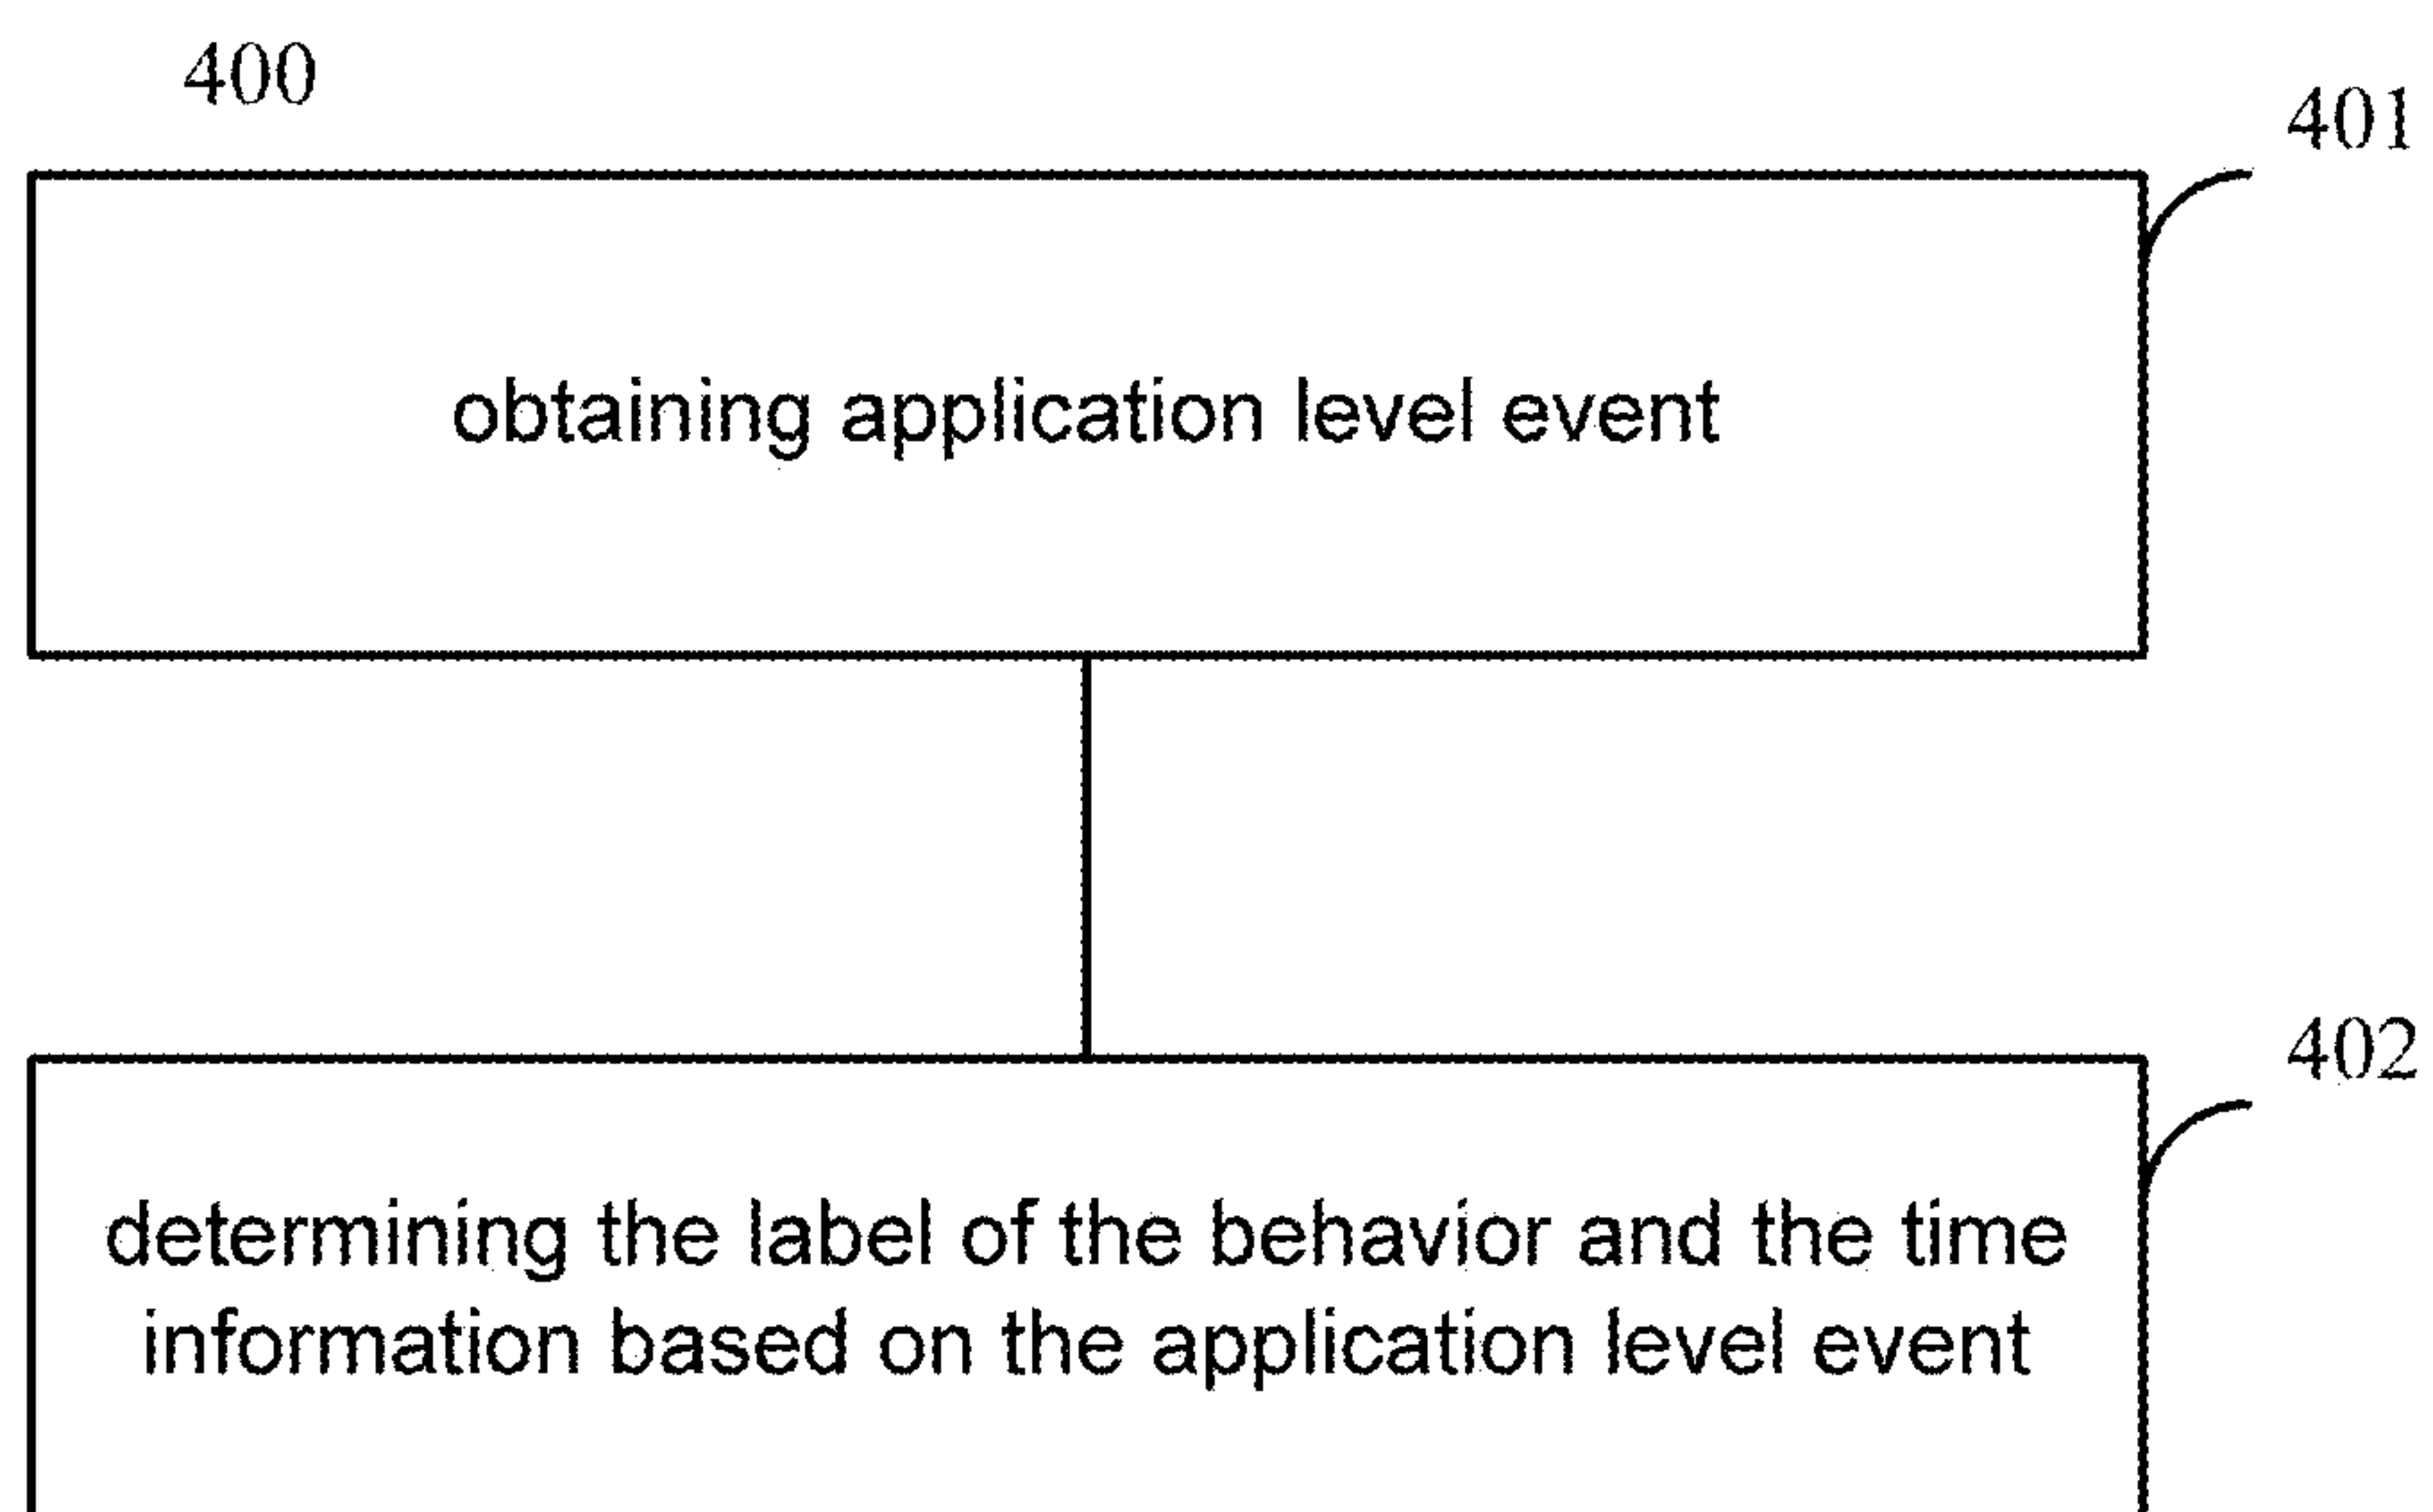 400
401
obtaining application level event
402
determining the label of the behavior and the time
information based on the application level event